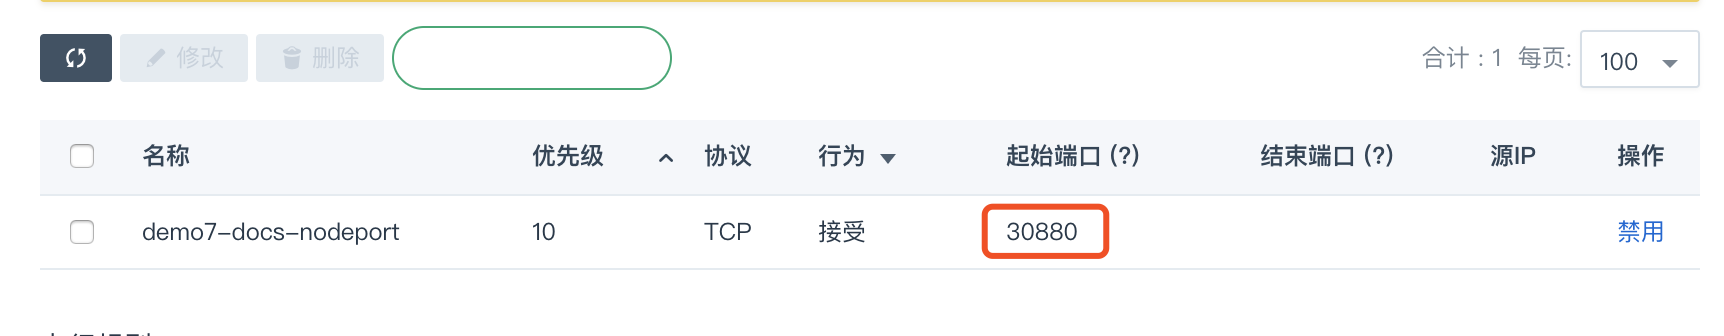 修改 删除 合计 : 1 每页: 100
名称 优先级 协议 行为 起始端口 (?) 结束端口 (?) 源IP 操作
demo7-docs-nodeport 10 TCP 接受 30880 禁用